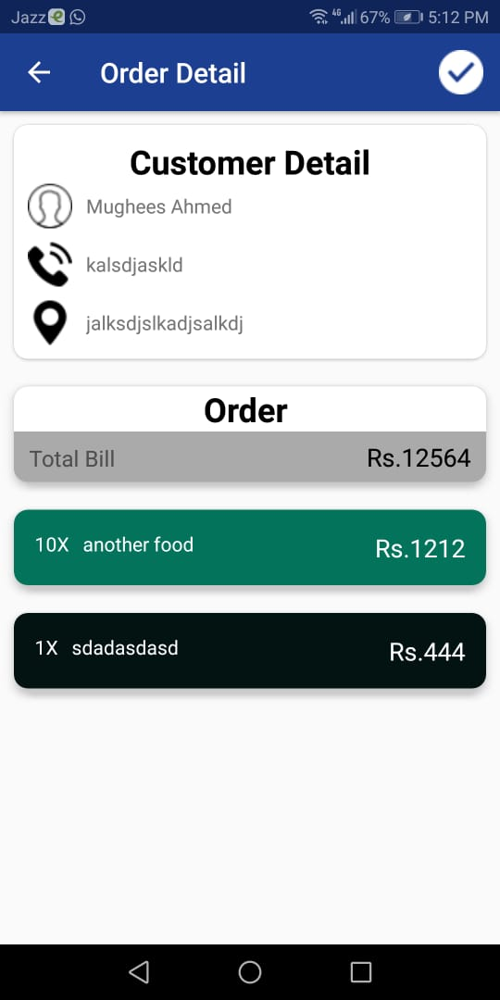 Jazz 4G 67% 5:12 PM
Order Detail
Customer Detail
Mughees Ahmed
kalsdjaskld
jalksdjslkadjsalkdj
Order
Total Bill Rs.12564
10X another food Rs.1212
1X sdadasdasd Rs.444